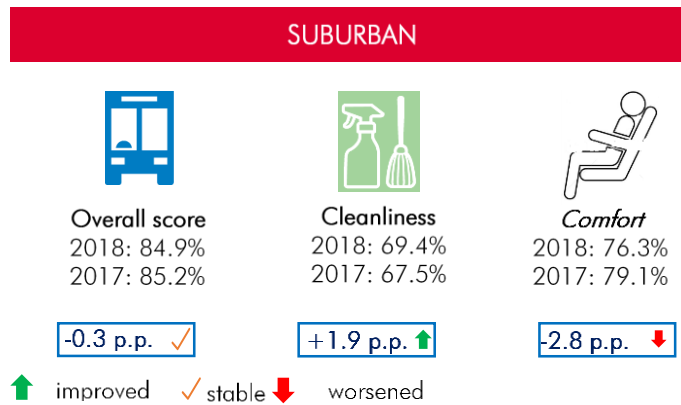 SUBURBAN
Overall score
2018: 84.9%
2017: 85.2%
-0.3 p.p.
Cleanliness
2018: 69.4%
2017: 67.5%
+1.9 p.p.
Comfort
2018: 76.3%
2017: 79.1%
-2.8 p.p.
improved stable worsened